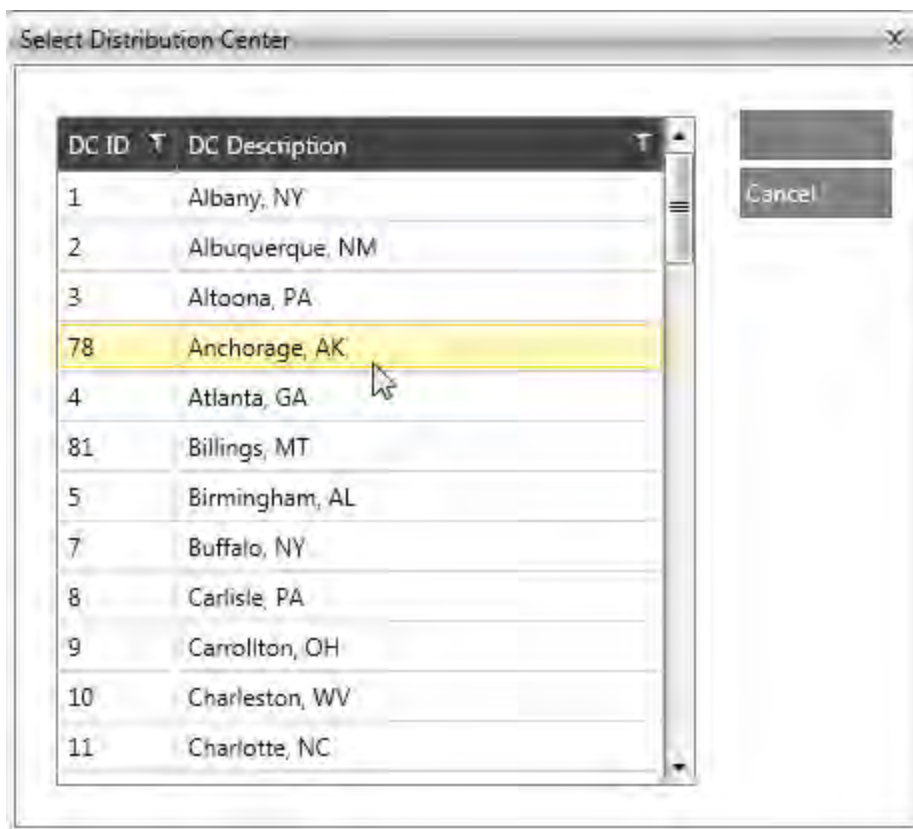 Select Distribution Center X
DC ID DC Description
1 Albany, NY
Cancel
2 Albuquerque, NM
3 Altoona, PA
78 Anchorage, AK
4 Atlanta, GA
81 Billings, MT
5 Birmingham, AL
7 Buffalo, NY
8 Carlisle, PA
9 Carrollton, OH
10 Charleston, WV
11 Charlotte, NC